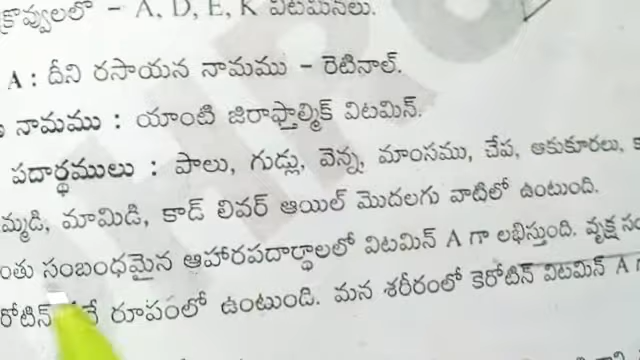 క్రొవ్వులలో - A, D, E, K విటమినులు.
A : దీని రసాయన నామము - రెటినాల్.
నామము : యాంటి జిరాఫ్తాల్మిక్ విటమిన్.
పదార్థములు : పాలు, గుడ్లు, వెన్న, మాంసము, చేప, ఆకుకూరలు,
మ్మడి, మామిడి, కాడ్ లివర్ ఆయిల్ మొదలగు వాటిలో ఉంటుంది.
ంతు సంబంధమైన ఆహారపదార్థాలలో విటమిన్ A గా లభిస్తుంది. వృక్ష
రోటిన్ రూపంలో ఉంటుంది. మన శరీరంలో కెరోటిన్ విటమిన్ A